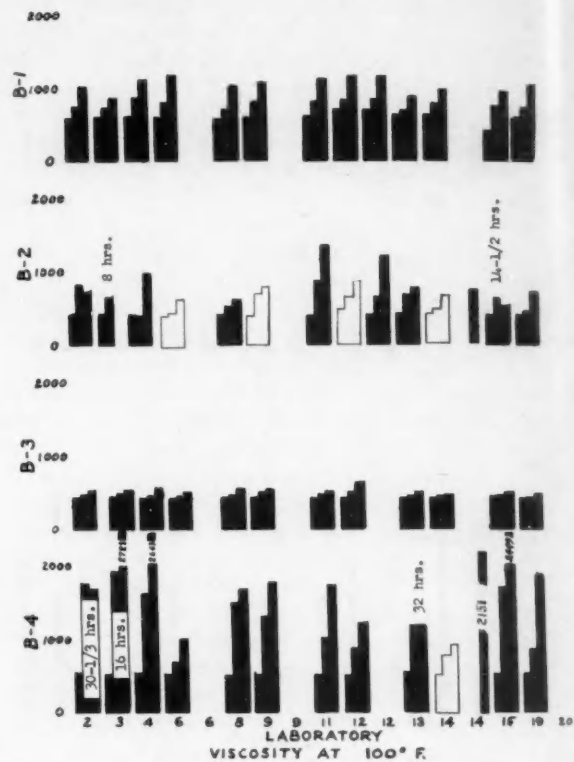 2000
B-1
1000
0
2000
B-2
8 hrs.
14-1/2 hrs.
1000
0
2000
B-3
1000
0
2000
B-4
30-1/3 hrs.
16 hrs.
32 hrs.
2151
1000
0
2 3 4 6 6 8 9 9 11 12 12 13 14 14 15 19 20
LABORATORY
VISCOSITY AT 100° F.